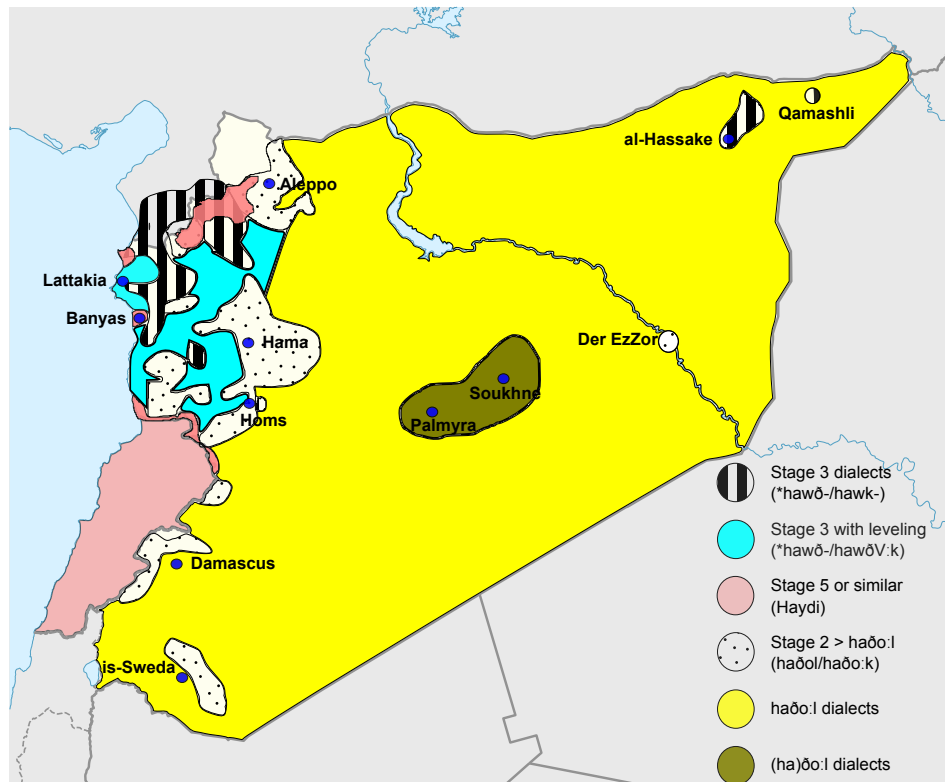 Qamashli
al-Hassake
Aleppo
Lattakia
Banyas
Hama
Der EzZor
Soukhne
Palmyra
Homs
Damascus
is-Sweda
Stage 3 dialects
(*hawð-/hawk-)
Stage 3 with leveling
(*hawð-/hawðV:k)
Stage 5 or similar
(Haydi)
Stage 2 > haðo:l
(haðol/haðo:k)
haðo:l dialects
(ha)ðo:l dialects